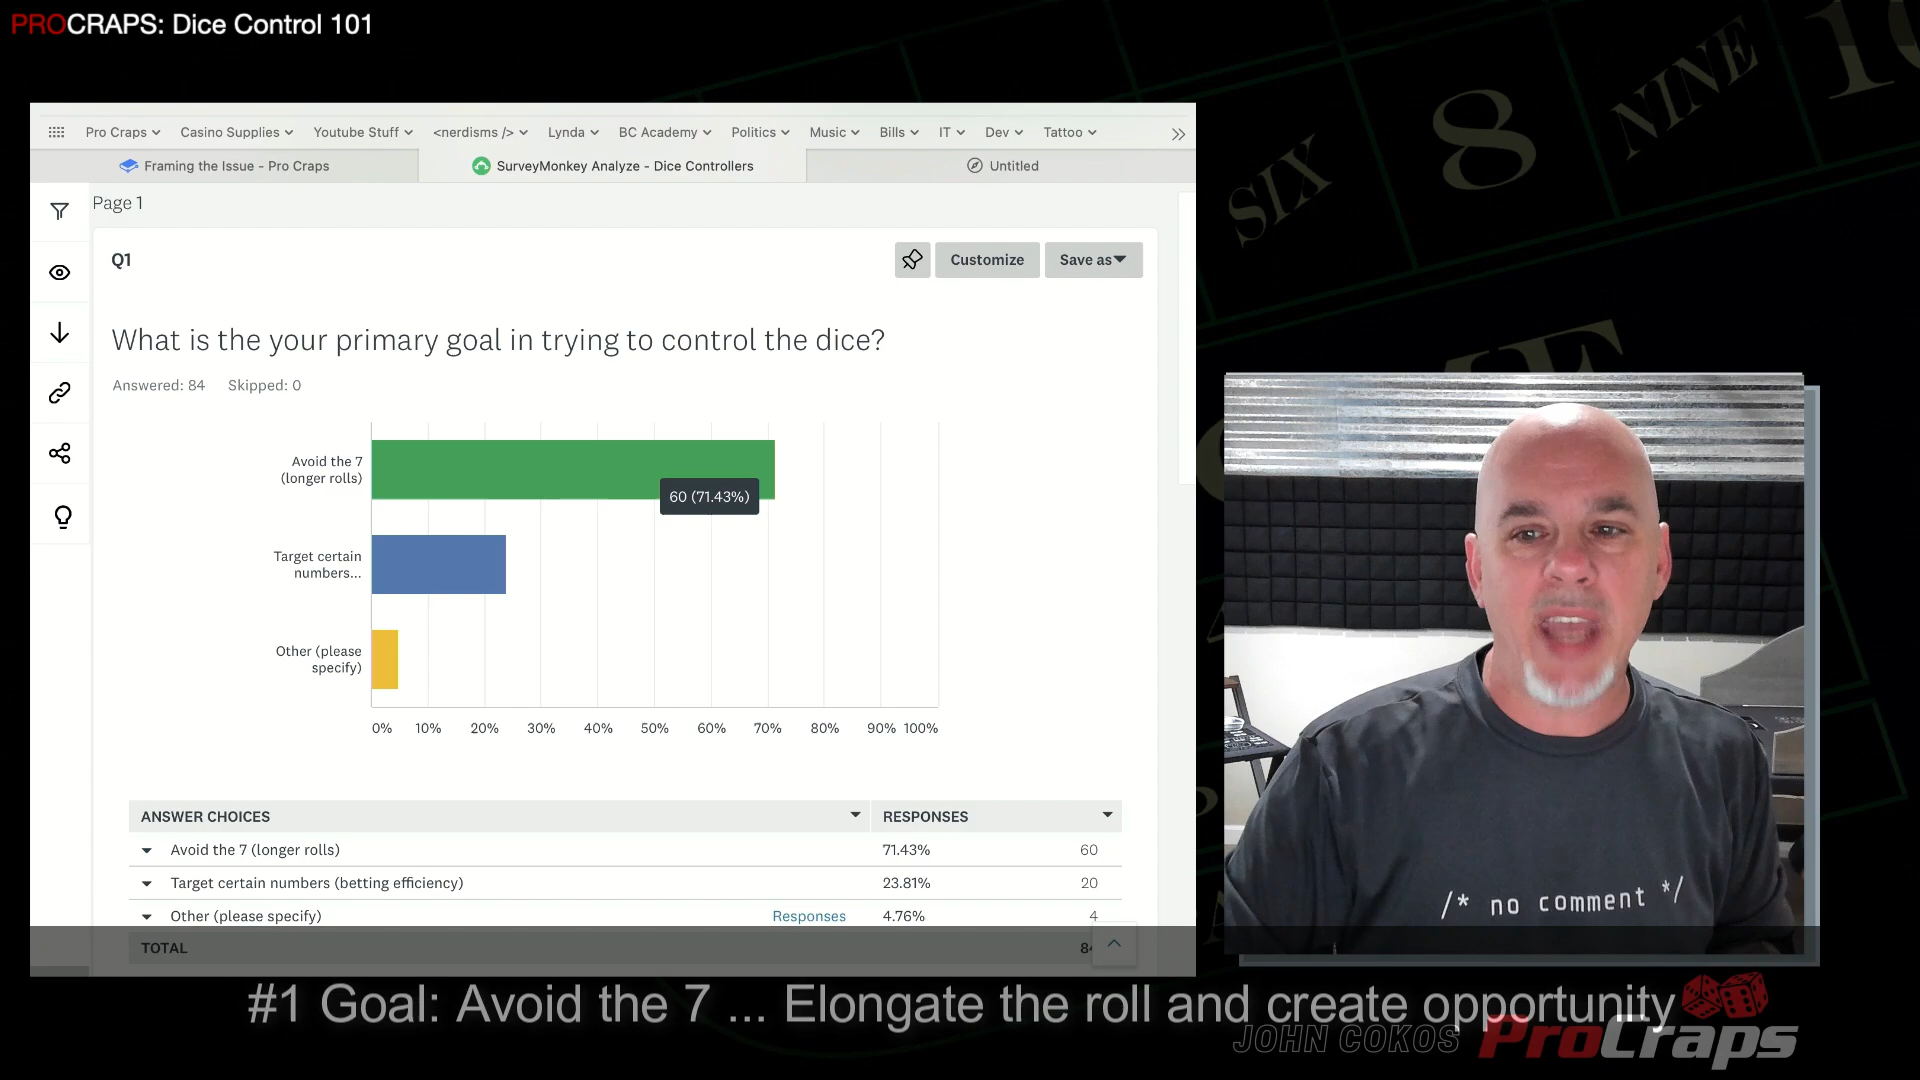 PROCRAPS: Dice Control 101
SIX 8 NINE 10
Pro Craps Casino Supplies Youtube Stuff <nerdisms /> Lynda BC Academy Politics Music Bills IT Dev Tattoo
Framing the Issue - Pro Craps SurveyMonkey Analyze - Dice Controllers Untitled
Page 1
Q1 Customize Save as
What is the your primary goal in trying to control the dice?
Answered: 84 Skipped: 0
Avoid the 7
(longer rolls)
60 (71.43%)
Target certain
numbers...
Other (please
specify)
0% 10% 20% 30% 40% 50% 60% 70% 80% 90% 100%
ANSWER CHOICES RESPONSES
Avoid the 7 (longer rolls) 71.43% 60
Target certain numbers (betting efficiency) 23.81% 20
Other (please specify) Responses 4.76% 4
TOTAL 84
/* no comment */
#1 Goal: Avoid the 7 ... Elongate the roll and create opportunity
JOHN COKOS ProCraps